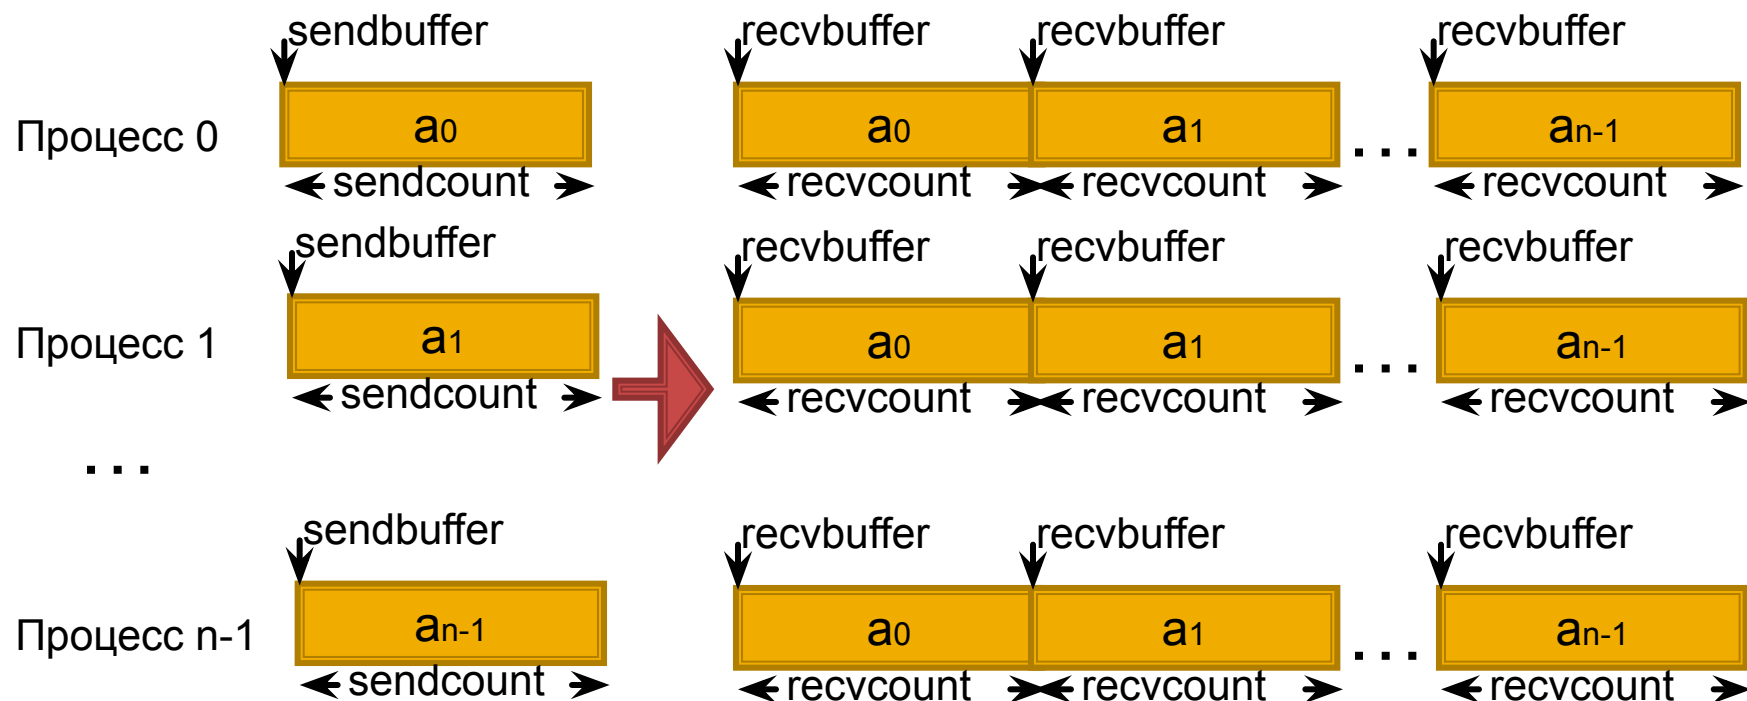 sendbuffer recvbuffer recvbuffer recvbuffer
Процесс 0 a0 a0 a1 ... an-1
sendcount recvcount recvcount recvcount
sendbuffer recvbuffer recvbuffer recvbuffer
Процесс 1 a1 a0 a1 ... an-1
sendcount recvcount recvcount recvcount
...
sendbuffer recvbuffer recvbuffer recvbuffer
Процесс n-1 an-1 a0 a1 ... an-1
sendcount recvcount recvcount recvcount